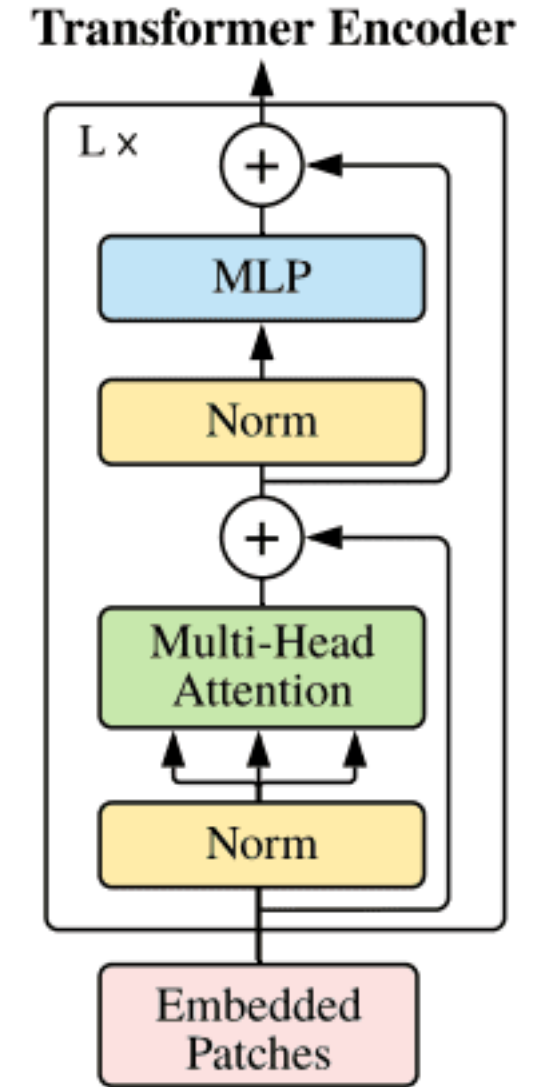 Transformer Encoder
L ×
+
MLP
Norm
+
Multi-Head
Attention
Norm
Embedded
Patches